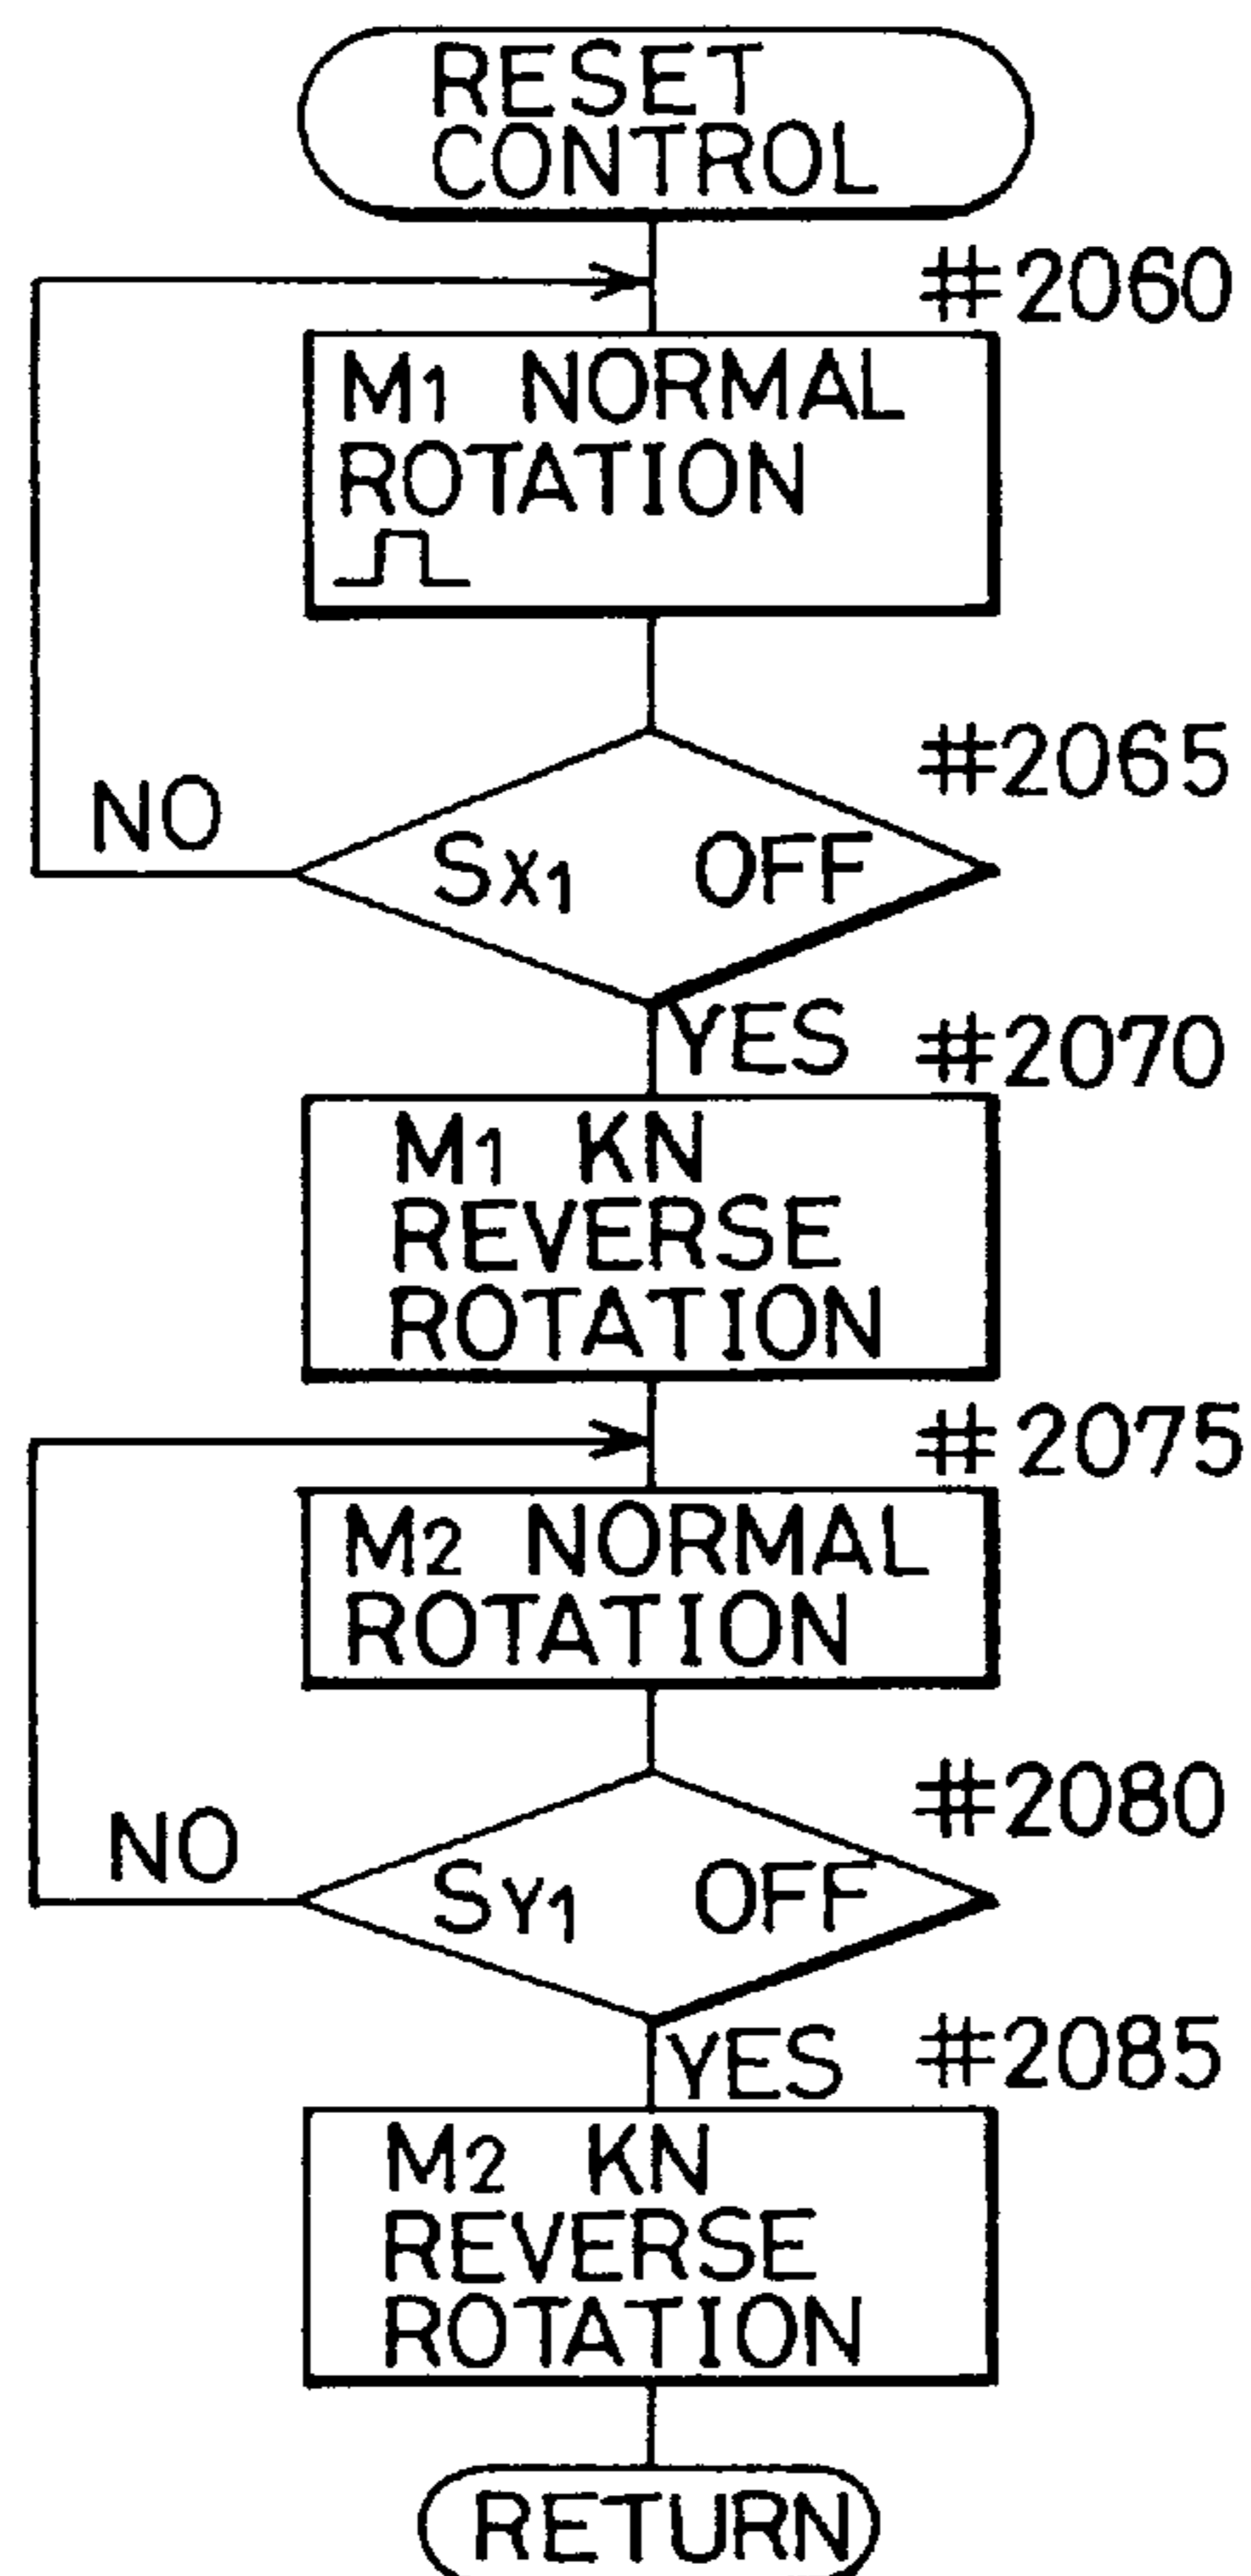 RESET
CONTROL
#2060
M1 NORMAL
ROTATION
#2065
NO
SX1 OFF
YES
#2070
M1 KN
REVERSE
ROTATION
#2075
M2 NORMAL
ROTATION
#2080
NO
SY1 OFF
YES
#2085
M2 KN
REVERSE
ROTATION
RETURN